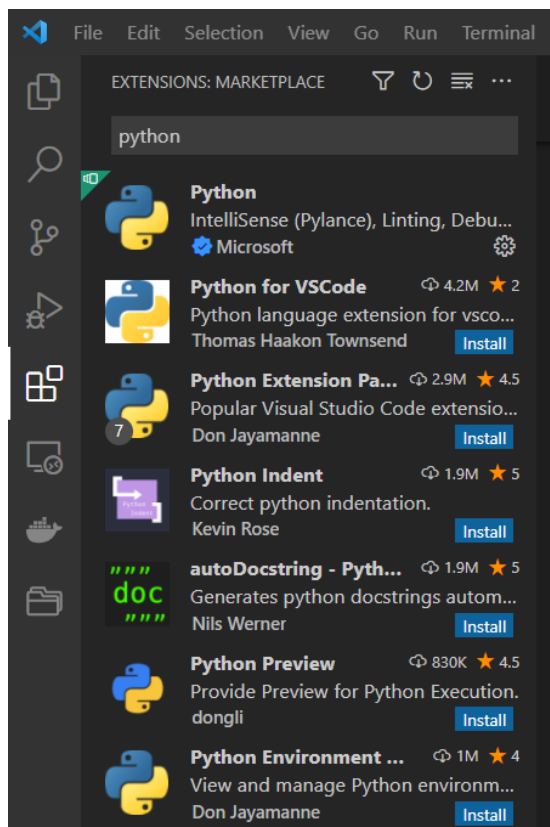 File Edit Selection View Go Run Terminal
EXTENSIONS: MARKETPLACE
python
Python
IntelliSense (Pylance), Linting, Debu...
Microsoft
Python for VSCode 4.2M 2
Python language extension for vsco...
Thomas Haakon Townsend Install
Python Extension Pa... 2.9M 4.5
Popular Visual Studio Code extensio...
7
Don Jayamanne Install
Python Indent 1.9M 5
Correct python indentation.
Python
Indent
Kevin Rose Install
autoDocstring - Pyth... 1.9M 5
"""
doc
"""
Generates python docstrings autom...
Nils Werner Install
Python Preview 830K 4.5
Provide Preview for Python Execution.
dongli Install
Python Environment ... 1M 4
View and manage Python environm...
Don Jayamanne Install